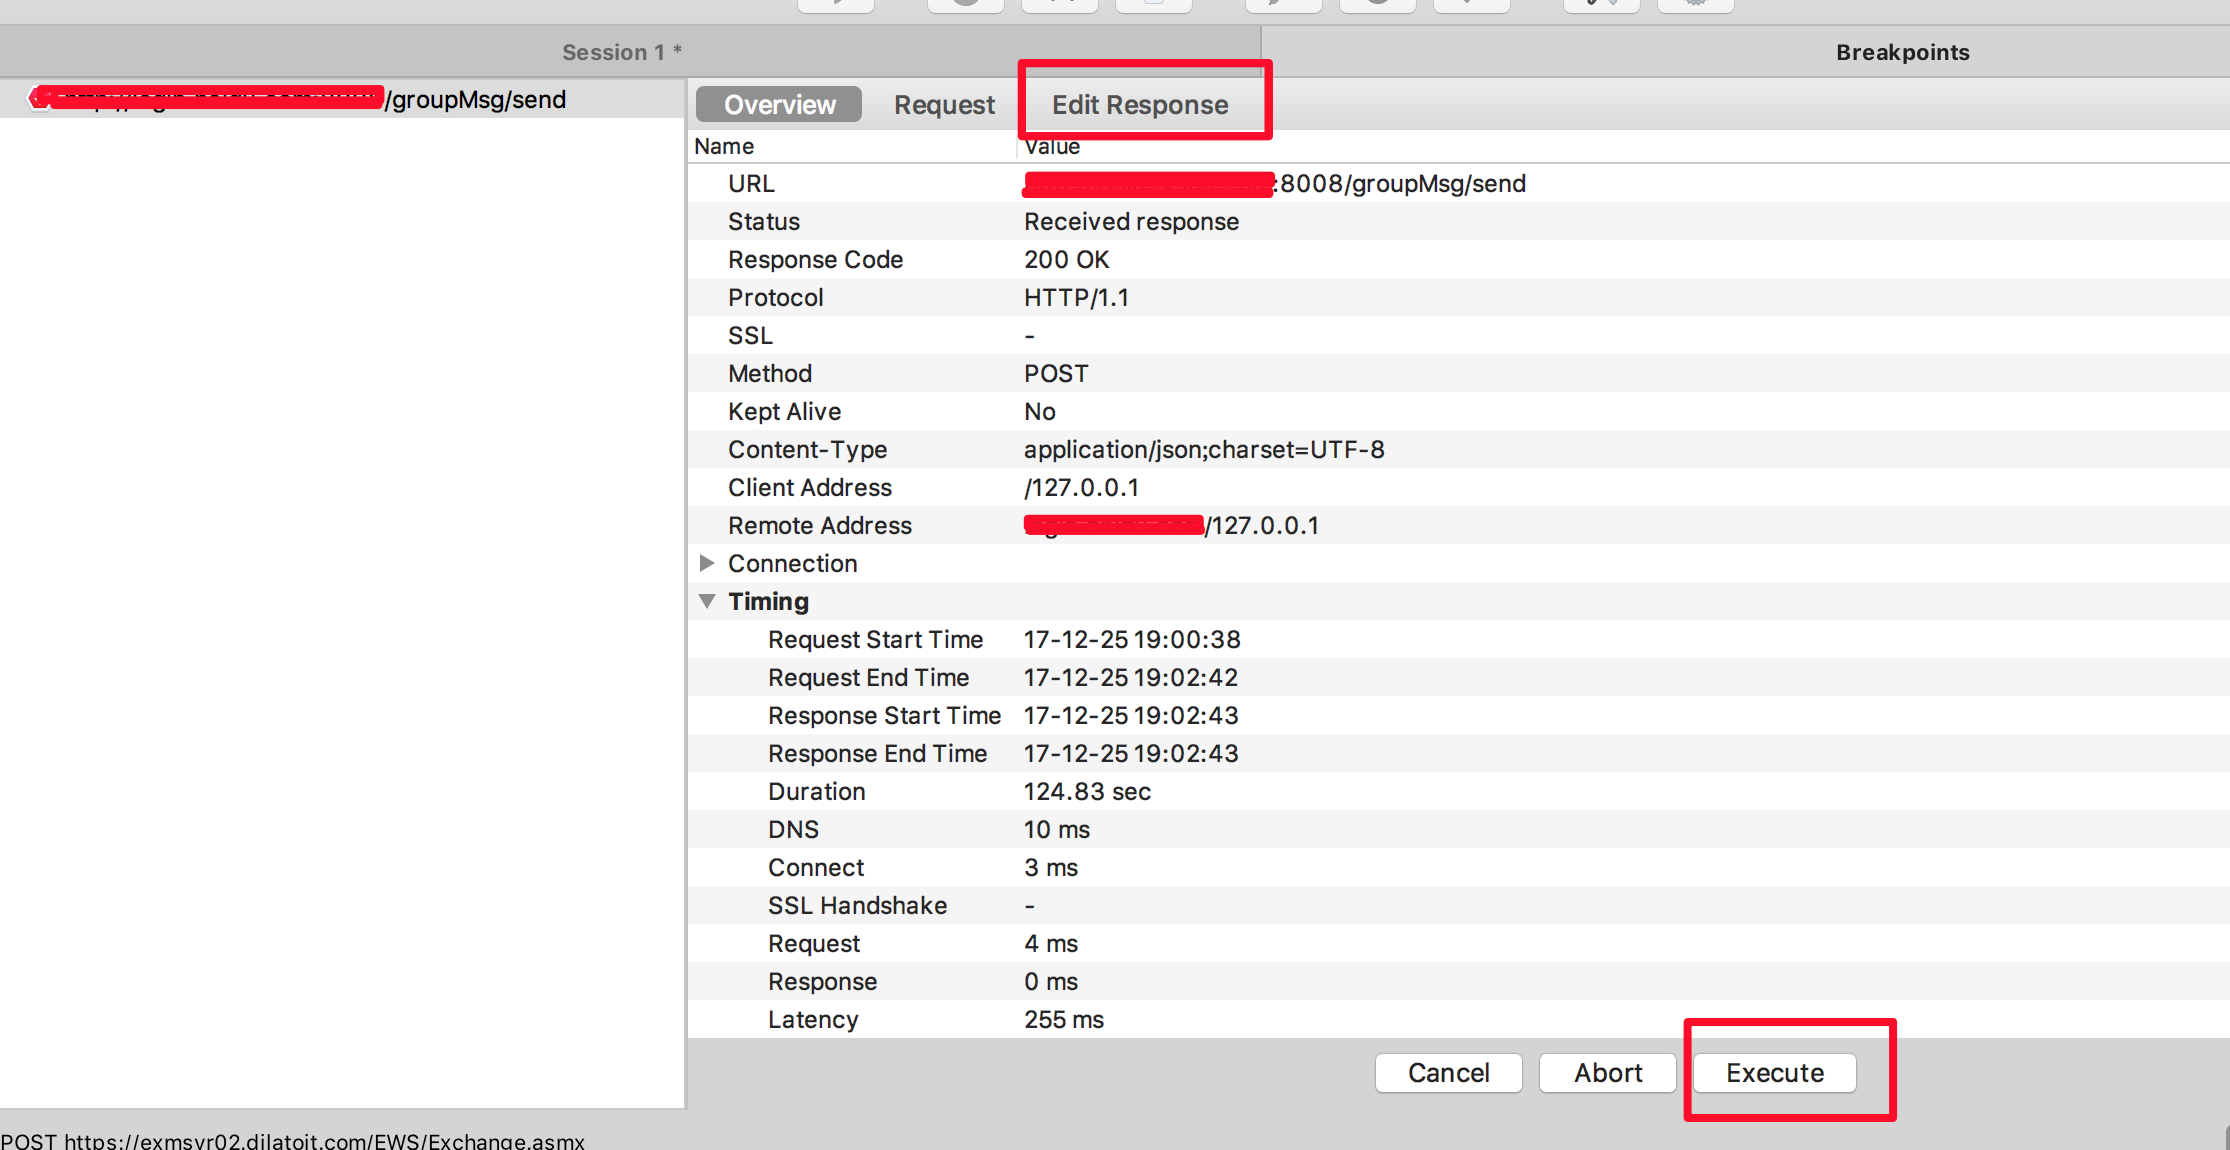 Session 1 *
Breakpoints
/groupMsg/send
Overview Request Edit Response
Name Value
URL :8008/groupMsg/send
Status Received response
Response Code 200 OK
Protocol HTTP/1.1
SSL -
Method POST
Kept Alive No
Content-Type application/json;charset=UTF-8
Client Address /127.0.0.1
Remote Address /127.0.0.1
Connection
Timing
Request Start Time 17-12-25 19:00:38
Request End Time 17-12-25 19:02:42
Response Start Time 17-12-25 19:02:43
Response End Time 17-12-25 19:02:43
Duration 124.83 sec
DNS 10 ms
Connect 3 ms
SSL Handshake -
Request 4 ms
Response 0 ms
Latency 255 ms
Cancel Abort Execute
POST https://exmsvr02.dilatoit.com/EWS/Exchange.asmx